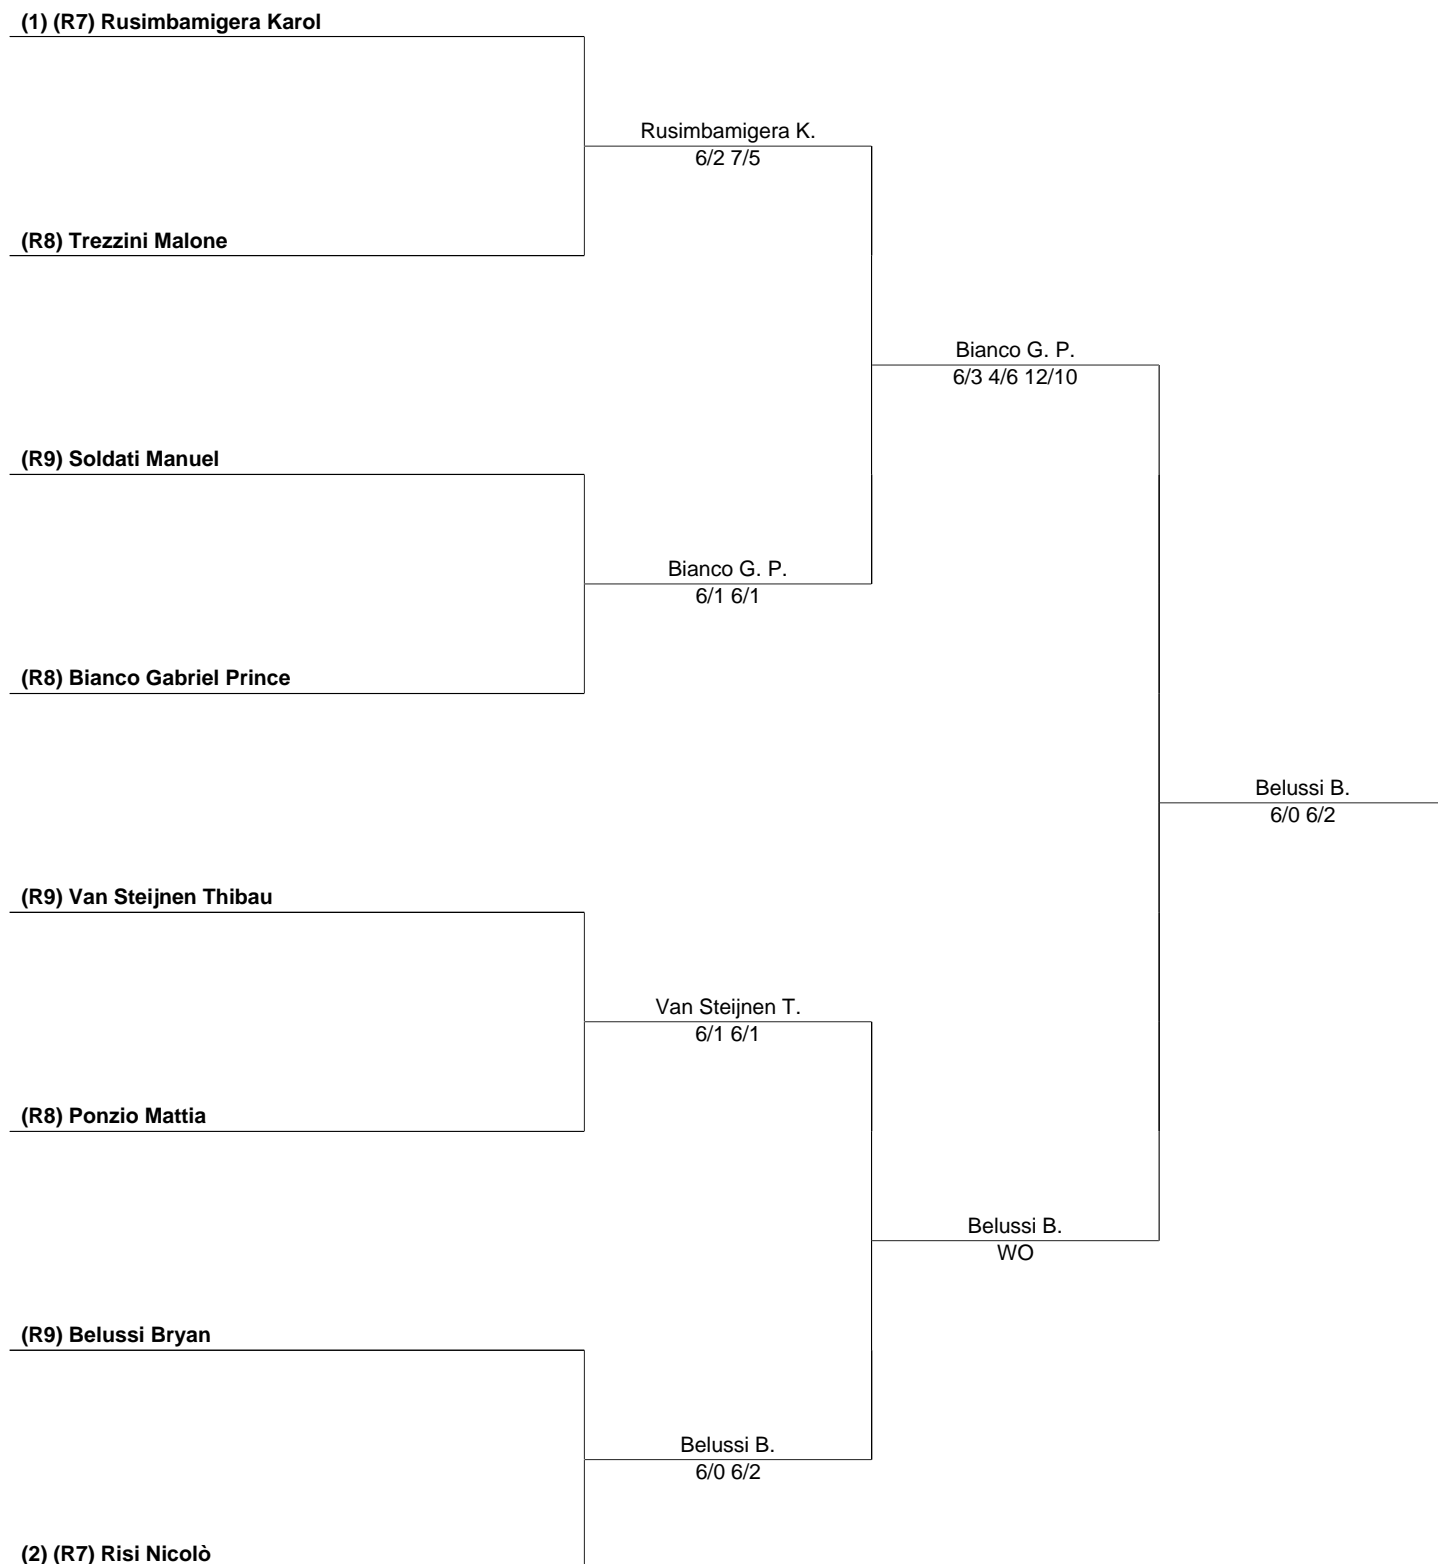 (1) (R7) Rusimbamigera Karol
Rusimbamigera K.
6/2 7/5
(R8) Trezzini Malone
Bianco G. P.
6/3 4/6 12/10
(R9) Soldati Manuel
Bianco G. P.
6/1 6/1
(R8) Bianco Gabriel Prince
Belussi B.
6/0 6/2
(R9) Van Steijnen Thibau
Van Steijnen T.
6/1 6/1
(R8) Ponzio Mattia
Belussi B.
WO
(R9) Belussi Bryan
Belussi B.
6/0 6/2
(2) (R7) Risi Nicolò